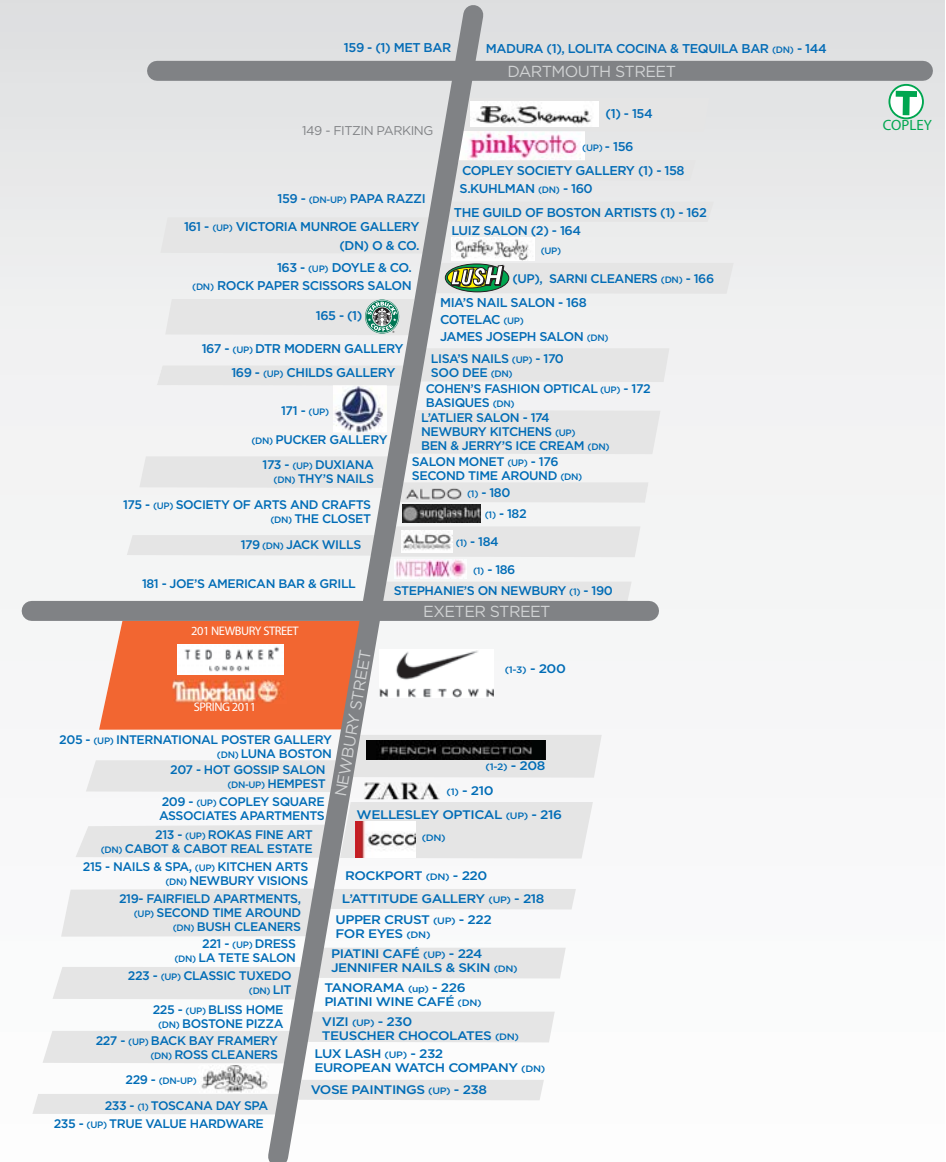 159 - (1) MET BAR
MADURA (1), LOLITA COCINA & TEQUILA BAR (DN) - 144
DARTMOUTH STREET
T
COPLEY
Ben Sherman (1) - 154
149 - FITZIN PARKING
pinkyotto (UP) - 156
COPLEY SOCIETY GALLERY (1) - 158
S.KUHLMAN (DN) - 160
159 - (DN-UP) PAPA RAZZI
THE GUILD OF BOSTON ARTISTS (1) - 162
161 - (UP) VICTORIA MUNROE GALLERY
(DN) O & CO.
LUIZ SALON (2) - 164
Cynthia Rowley (UP)
163 - (UP) DOYLE & CO.
(DN) ROCK PAPER SCISSORS SALON
LUSH (UP), SARNI CLEANERS (DN) - 166
165 - (1) STARBUCKS COFFEE
MIA'S NAIL SALON - 168
COTELAC (UP)
JAMES JOSEPH SALON (DN)
167 - (UP) DTR MODERN GALLERY
LISA'S NAILS (UP) - 170
SOO DEE (DN)
169 - (UP) CHILDS GALLERY
COHEN'S FASHION OPTICAL (UP) - 172
BASIQUES (DN)
171 - (UP) PETIT BATEAU
(DN) PUCKER GALLERY
L'ATLIER SALON - 174
NEWBURY KITCHENS (UP)
BEN & JERRY'S ICE CREAM (DN)
173 - (UP) DUXIANA
(DN) THY'S NAILS
SALON MONET (UP) - 176
SECOND TIME AROUND (DN)
ALDO (1) - 180
175 - (UP) SOCIETY OF ARTS AND CRAFTS
(DN) THE CLOSET
sunglass hut (1) - 182
179 (DN) JACK WILLS
ALDO ACCESSORIES (1) - 184
INTERMIX (1) - 186
181 - JOE'S AMERICAN BAR & GRILL
STEPHANIE'S ON NEWBURY (1) - 190
EXETER STREET
201 NEWBURY STREET
TED BAKER
LONDON
Timberland
SPRING 2011
NEWBURY STREET
NIKETOWN (1-3) - 200
205 - (UP) INTERNATIONAL POSTER GALLERY
(DN) LUNA BOSTON
FRENCH CONNECTION
(1-2) - 208
207 - HOT GOSSIP SALON
(DN-UP) HEMPEST
ZARA (1) - 210
209 - (UP) COPLEY SQUARE
ASSOCIATES APARTMENTS
WELLESLEY OPTICAL (UP) - 216
ecco (DN)
213 - (UP) ROKAS FINE ART
(DN) CABOT & CABOT REAL ESTATE
215 - NAILS & SPA, (UP) KITCHEN ARTS
(DN) NEWBURY VISIONS
ROCKPORT (DN) - 220
219- FAIRFIELD APARTMENTS,
(UP) SECOND TIME AROUND
(DN) BUSH CLEANERS
L'ATTITUDE GALLERY (UP) - 218
UPPER CRUST (UP) - 222
FOR EYES (DN)
221 - (UP) DRESS
(DN) LA TETE SALON
PIATINI CAFÉ (UP) - 224
JENNIFER NAILS & SKIN (DN)
223 - (UP) CLASSIC TUXEDO
(DN) LIT
TANORAMA (up) - 226
PIATINI WINE CAFÉ (DN)
225 - (UP) BLISS HOME
(DN) BOSTONE PIZZA
VIZI (UP) - 230
TEUSCHER CHOCOLATES (DN)
227 - (UP) BACK BAY FRAMERY
(DN) ROSS CLEANERS
LUX LASH (UP) - 232
EUROPEAN WATCH COMPANY (DN)
229 - (DN-UP) Lucky Brand JEANS
VOSE PAINTINGS (UP) - 238
233 - (1) TOSCANA DAY SPA
235 - (UP) TRUE VALUE HARDWARE